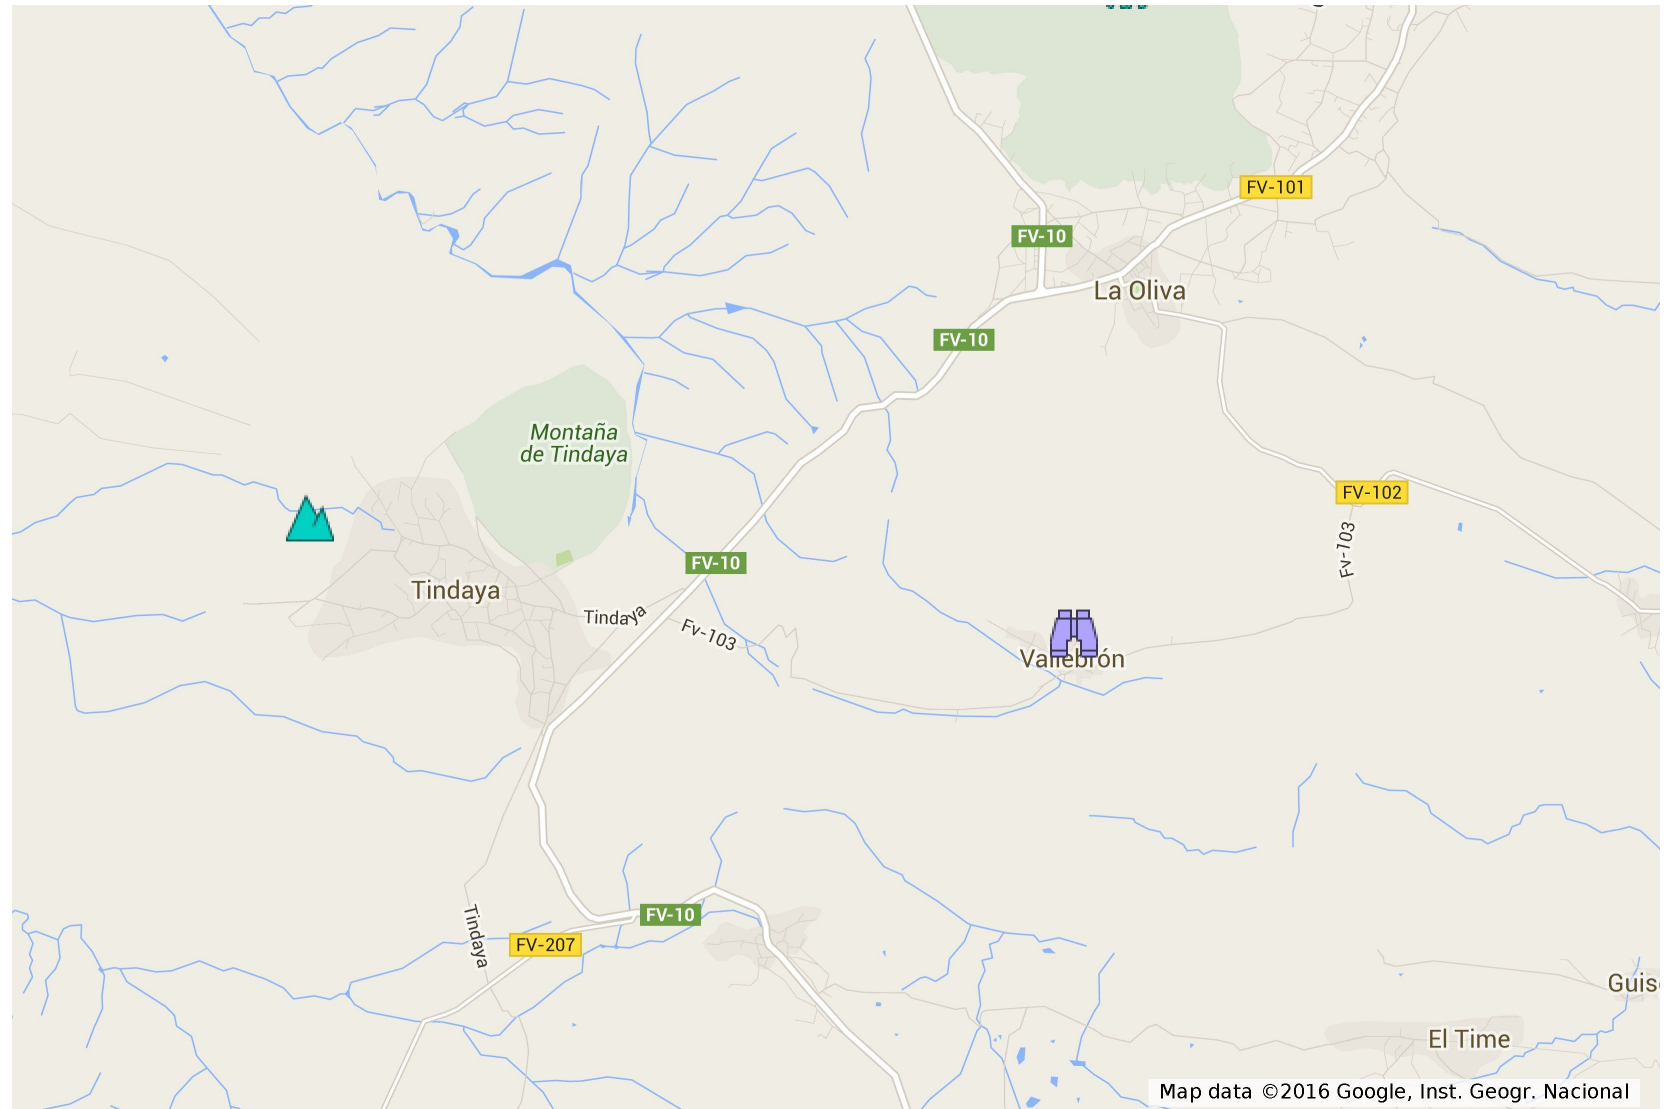 FV-101
FV-10
La Oliva
FV-10
Montaña
de Tindaya
FV-102
Fv-103
FV-10
Tindaya
Tindaya
Fv-103
Vallebrón
FV-10
Tindaya
FV-207
Guis
El Time
Map data ©2016 Google, Inst. Geogr. Nacional